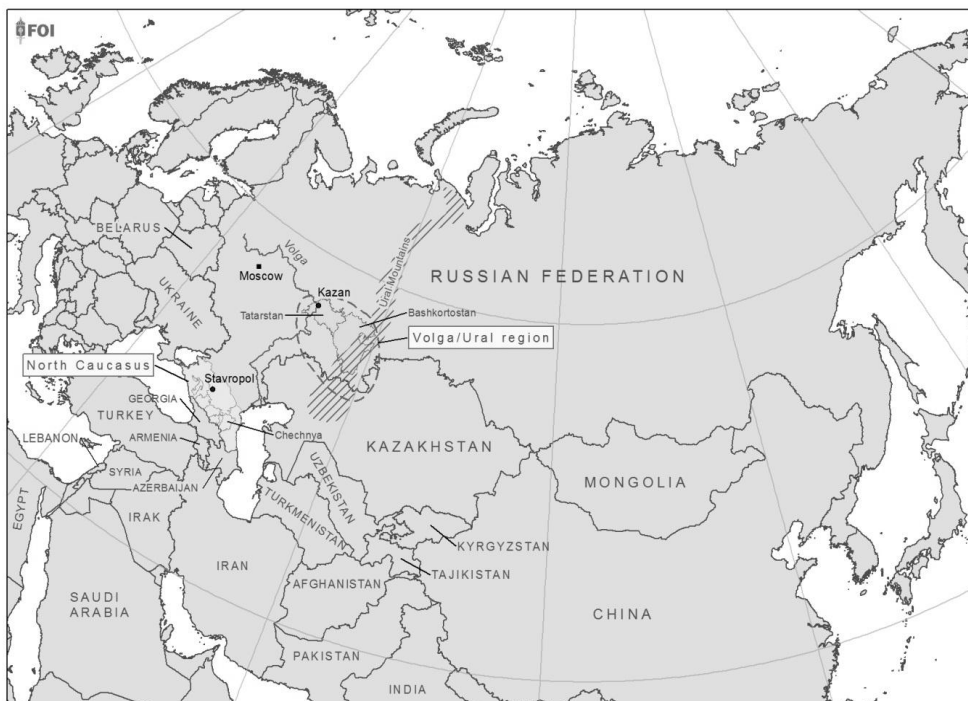 FOI
BELARUS
Volga
Moscow
Ural Mountains
RUSSIAN FEDERATION
UKRAINE
Kazan
Tatarstan
Bashkortostan
Volga/Ural region
North Caucasus
Stavropol
GEORGIA
TURKEY
ARMENIA
Chechnya
LEBANON
KAZAKHSTAN
SYRIA
AZERBAIJAN
UZBEKISTAN
MONGOLIA
EGYPT
IRAK
TURKMENISTAN
KYRGYZSTAN
IRAN
TAJIKISTAN
AFGHANISTAN
SAUDI
ARABIA
CHINA
PAKISTAN
INDIA